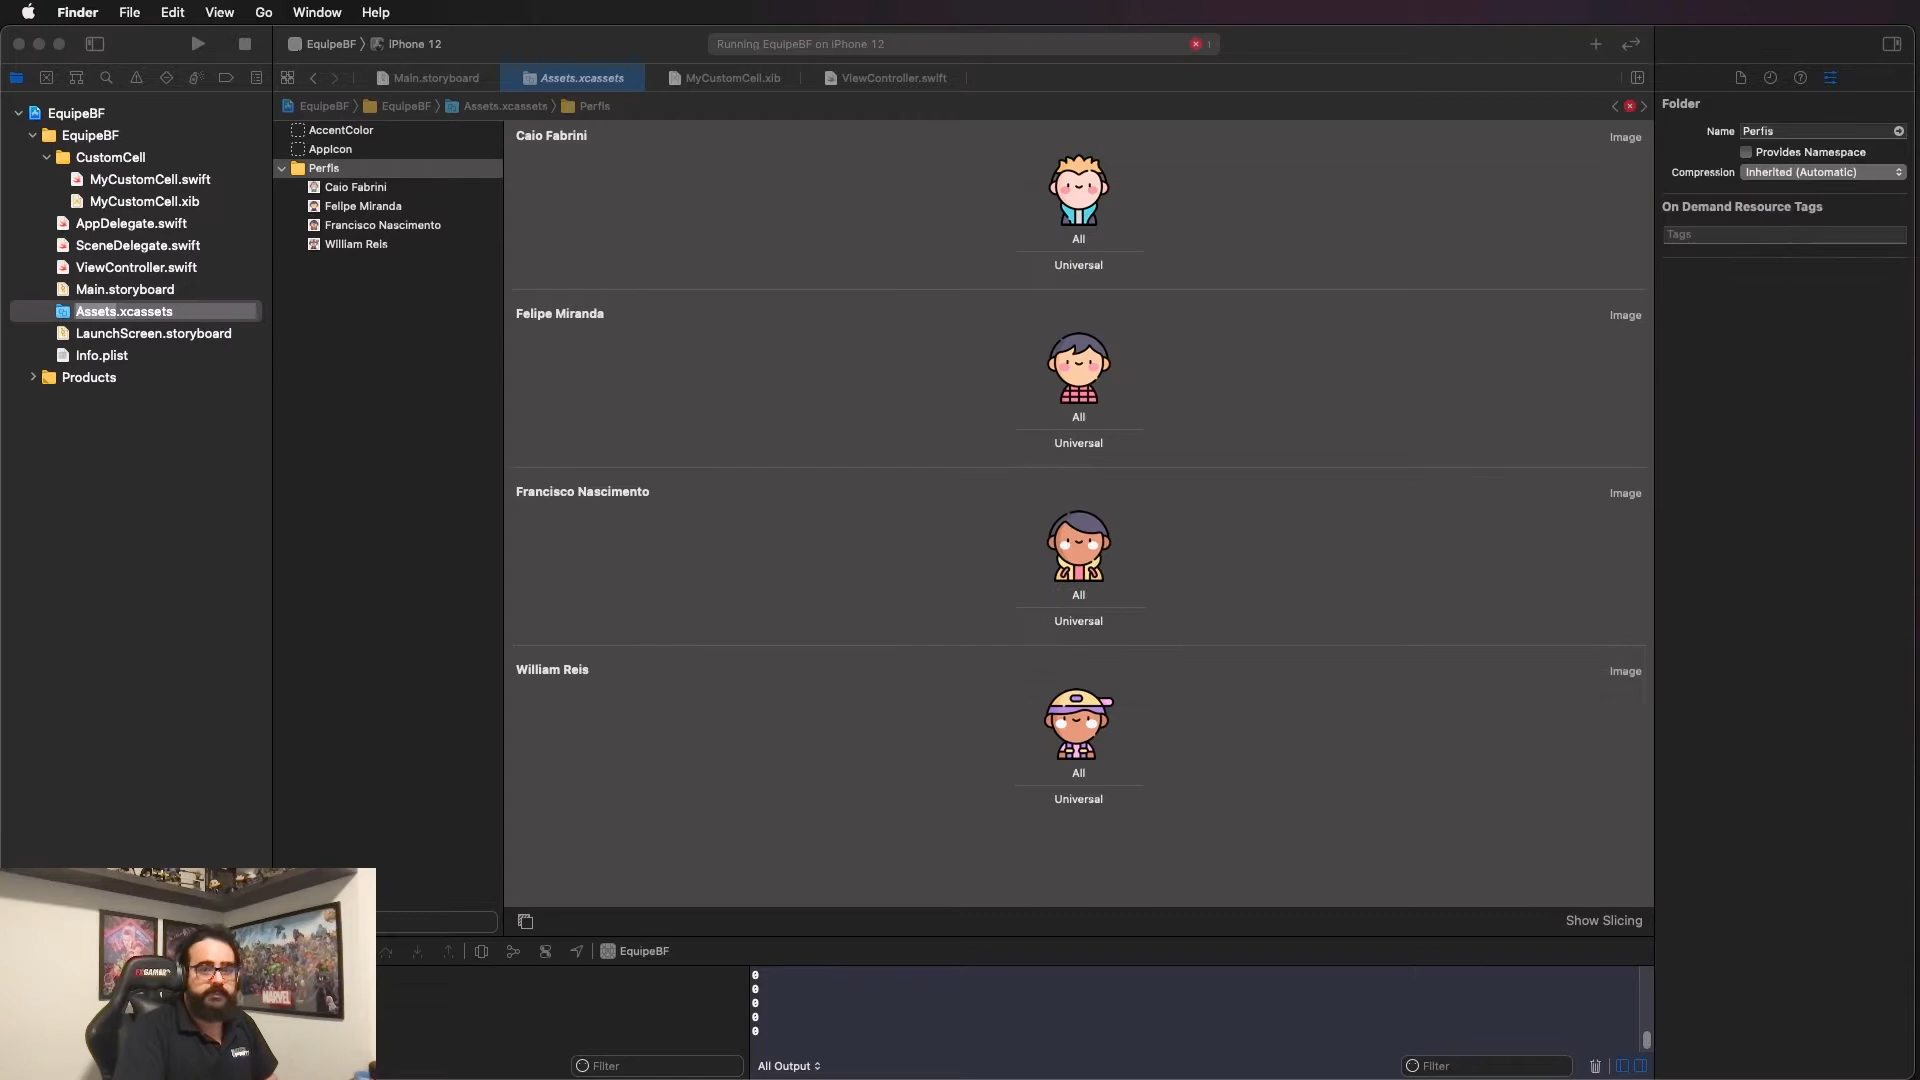 Finder File Edit View Go Window Help
EquipeBF iPhone 12
Running EquipeBF on iPhone 12
1
Main.storyboard
Assets.xcassets
MyCustomCell.xib
ViewController.swift
EquipeBF EquipeBF Assets.xcassets Perfis
EquipeBF
EquipeBF
CustomCell
MyCustomCell.swift
MyCustomCell.xib
AppDelegate.swift
SceneDelegate.swift
ViewController.swift
Main.storyboard
Assets.xcassets
LaunchScreen.storyboard
Info.plist
Products
AccentColor
AppIcon
Perfis
Caio Fabrini
Felipe Miranda
Francisco Nascimento
William Reis
Caio Fabrini
Image
All
Universal
Felipe Miranda
Image
All
Universal
Francisco Nascimento
Image
All
Universal
William Reis
Image
All
Universal
Show Slicing
Folder
Name Perfis
Provides Namespace
Compression Inherited (Automatic)
On Demand Resource Tags
Tags
EquipeBF
0
0
0
0
0
Filter
All Output
Filter
FXGAMER
MARVEL